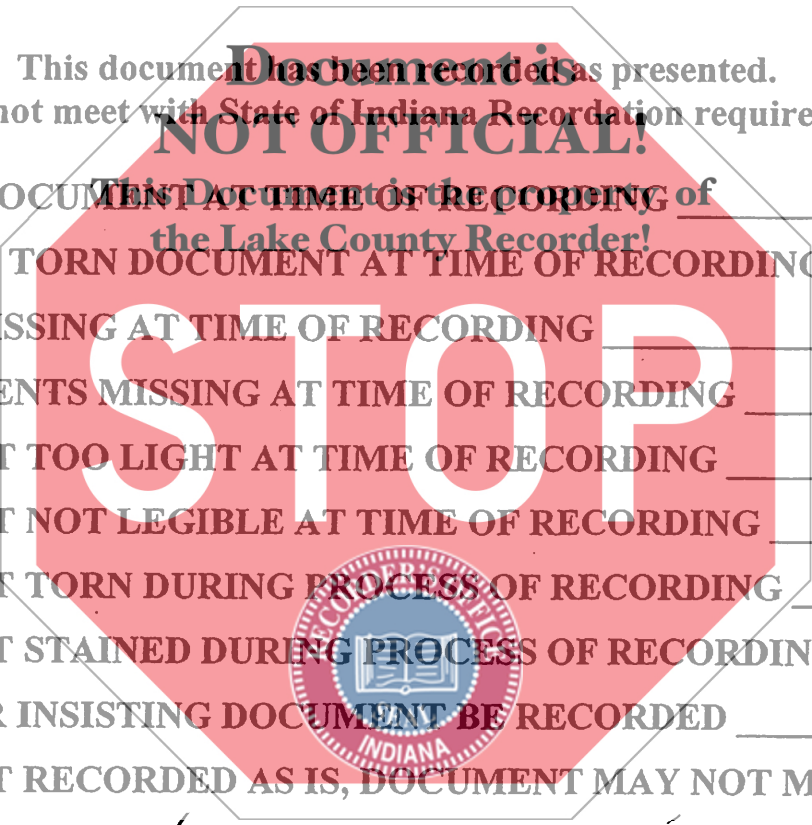 Document is
This document has been recorded as presented.
not meet with State of Indiana Recordation require
NOT OFFICIAL!
OCUMENT AT TIME OF RECORDING
This Document is the property of
the Lake County Recorder!
TORN DOCUMENT AT TIME OF RECORDING
ISSING AT TIME OF RECORDING
ENTS MISSING AT TIME OF RECORDING
T TOO LIGHT AT TIME OF RECORDING
STOP
T NOT LEGIBLE AT TIME OF RECORDING
T TORN DURING PROCESS OF RECORDING
T STAINED DURING PROCESS OF RECORDIN
R INSISTING DOCUMENT BE RECORDED
T RECORDED AS IS, DOCUMENT MAY NOT M
RECORDER'S OFFICE
INDIANA